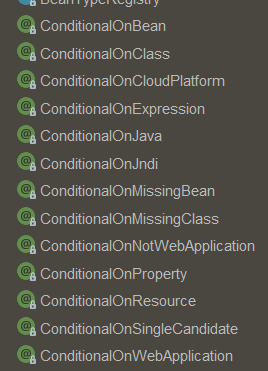 BeanTypeRegistry
ConditionalOnBean
ConditionalOnClass
ConditionalOnCloudPlatform
ConditionalOnExpression
ConditionalOnJava
ConditionalOnJndi
ConditionalOnMissingBean
ConditionalOnMissingClass
ConditionalOnNotWebApplication
ConditionalOnProperty
ConditionalOnResource
ConditionalOnSingleCandidate
ConditionalOnWebApplication